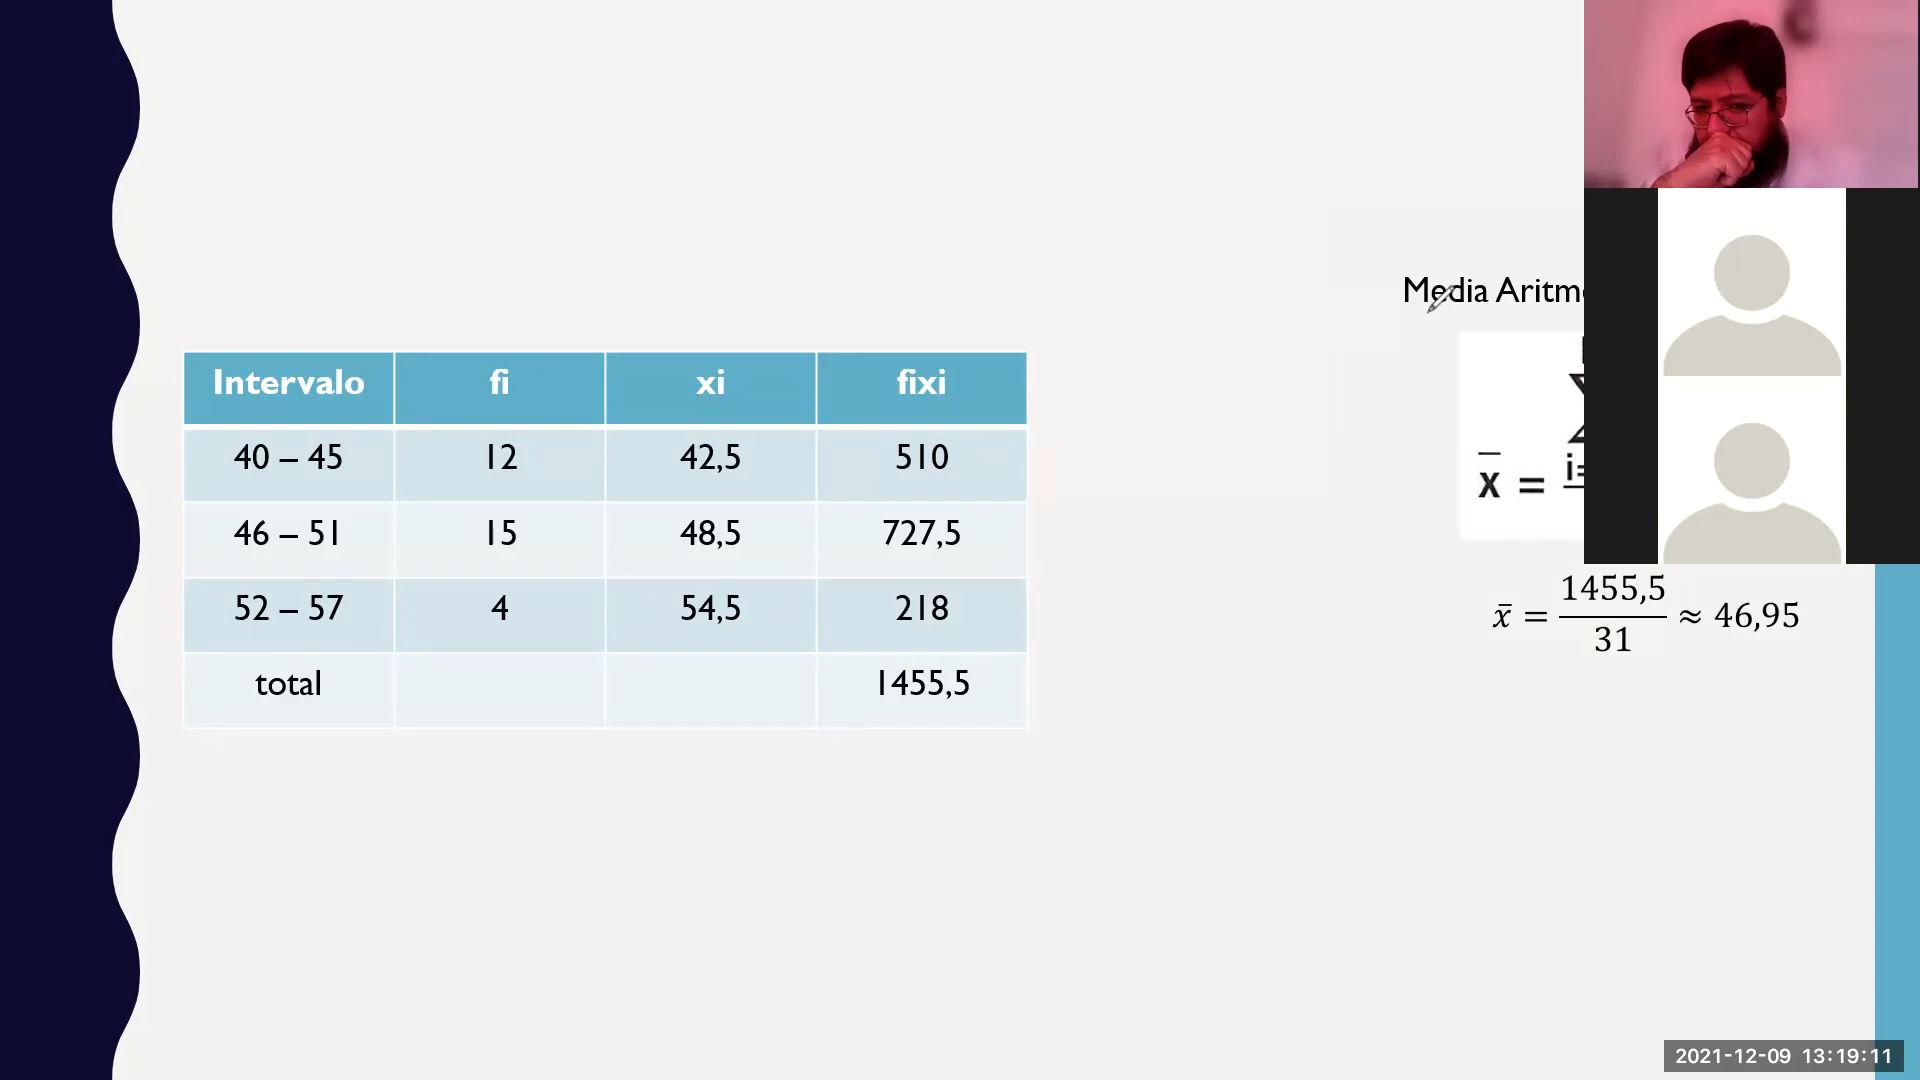 Media
Intervalo fi xi fixi
40 – 45 12 42,5 510
46 – 51 15 48,5 727,5
52 – 57 4 54,5 218
total 1455,5
x̄ =
x̄ = 1455,5 / 31 ≈ 46,95
2021-12-09 13:19:11